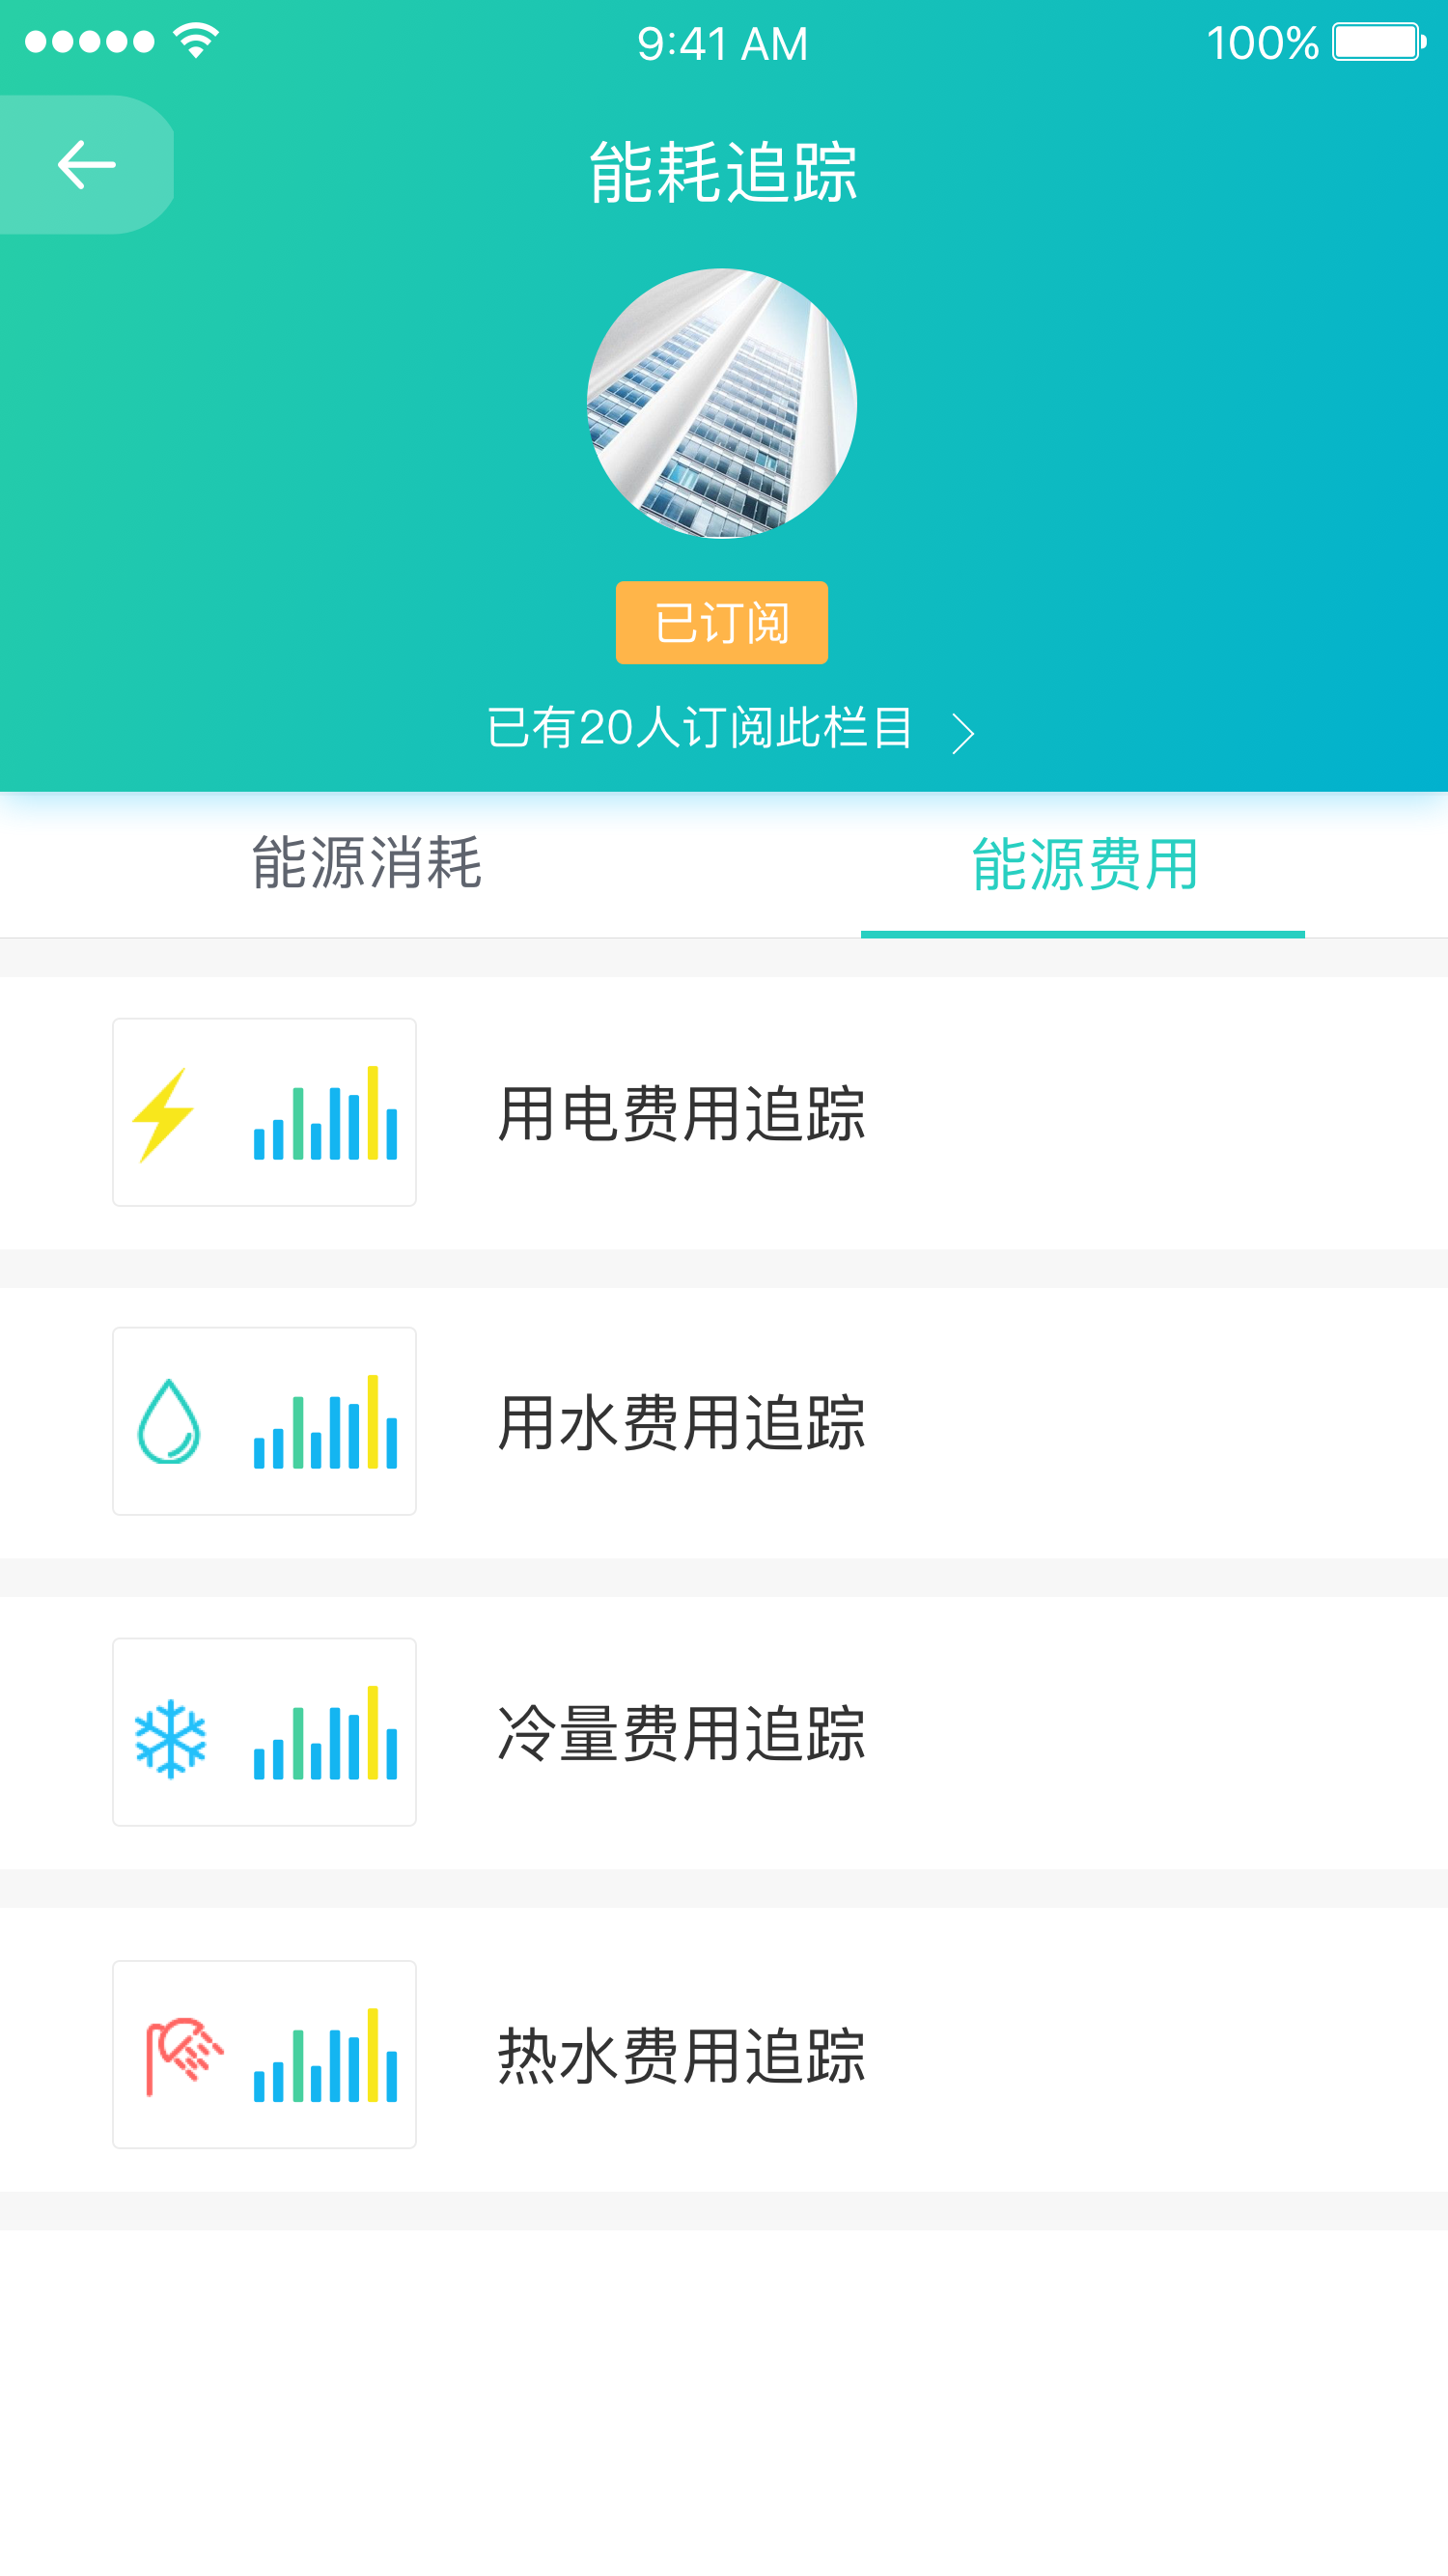 9:41 AM
100%
能耗追踪
已订阅
已有20人订阅此栏目
能源消耗
能源费用
用电费用追踪
用水费用追踪
冷量费用追踪
热水费用追踪